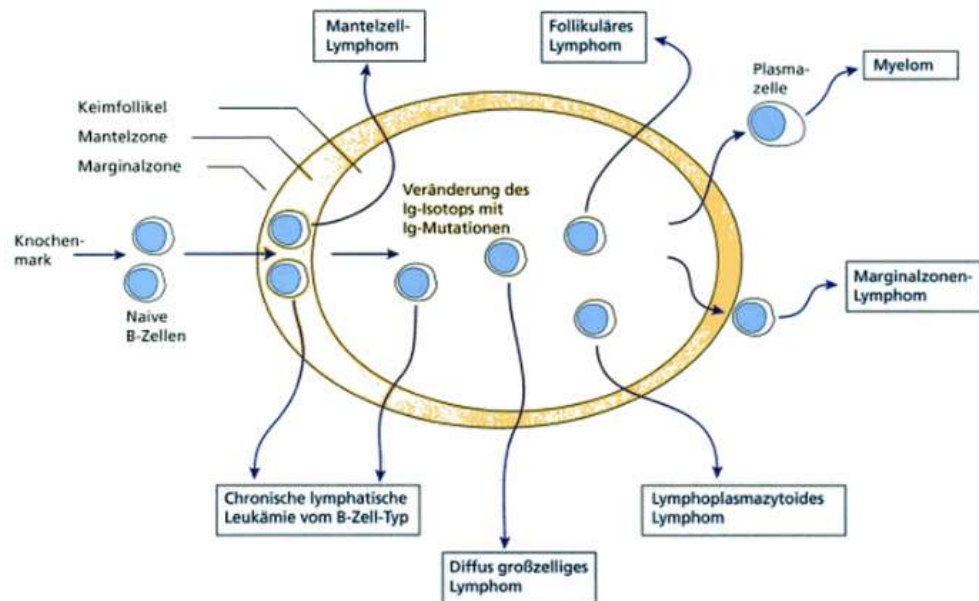 Mantelzell-
Lymphom
Follikuläres
Lymphom
Plasma-
zelle
Myelom
Keimfollikel
Mantelzone
Marginalzone
Veränderung des
Ig-Isotops mit
Ig-Mutationen
Knochen-
mark
Naive
B-Zellen
Marginalzonen-
Lymphom
Chronische lymphatische
Leukämie vom B-Zell-Typ
Lymphoplasmazytoides
Lymphom
Diffus großzelliges
Lymphom